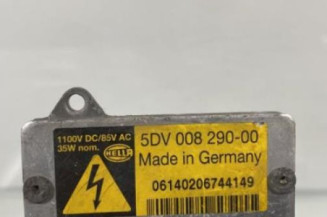 1100V DC/85V AC
35W nom.
HELLA
5DV 008 290-00
Made in Germany
06140206744149